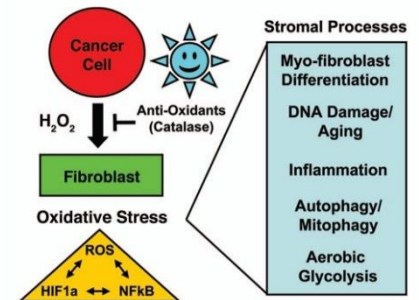 Cancer
Cell
H₂O₂
Anti-Oxidants
(Catalase)
Fibroblast
Oxidative Stress
ROS
HIF1a
NFkB
Stromal Processes
Myo-fibroblast
Differentiation
DNA Damage/
Aging
Inflammation
Autophagy/
Mitophagy
Aerobic
Glycolysis